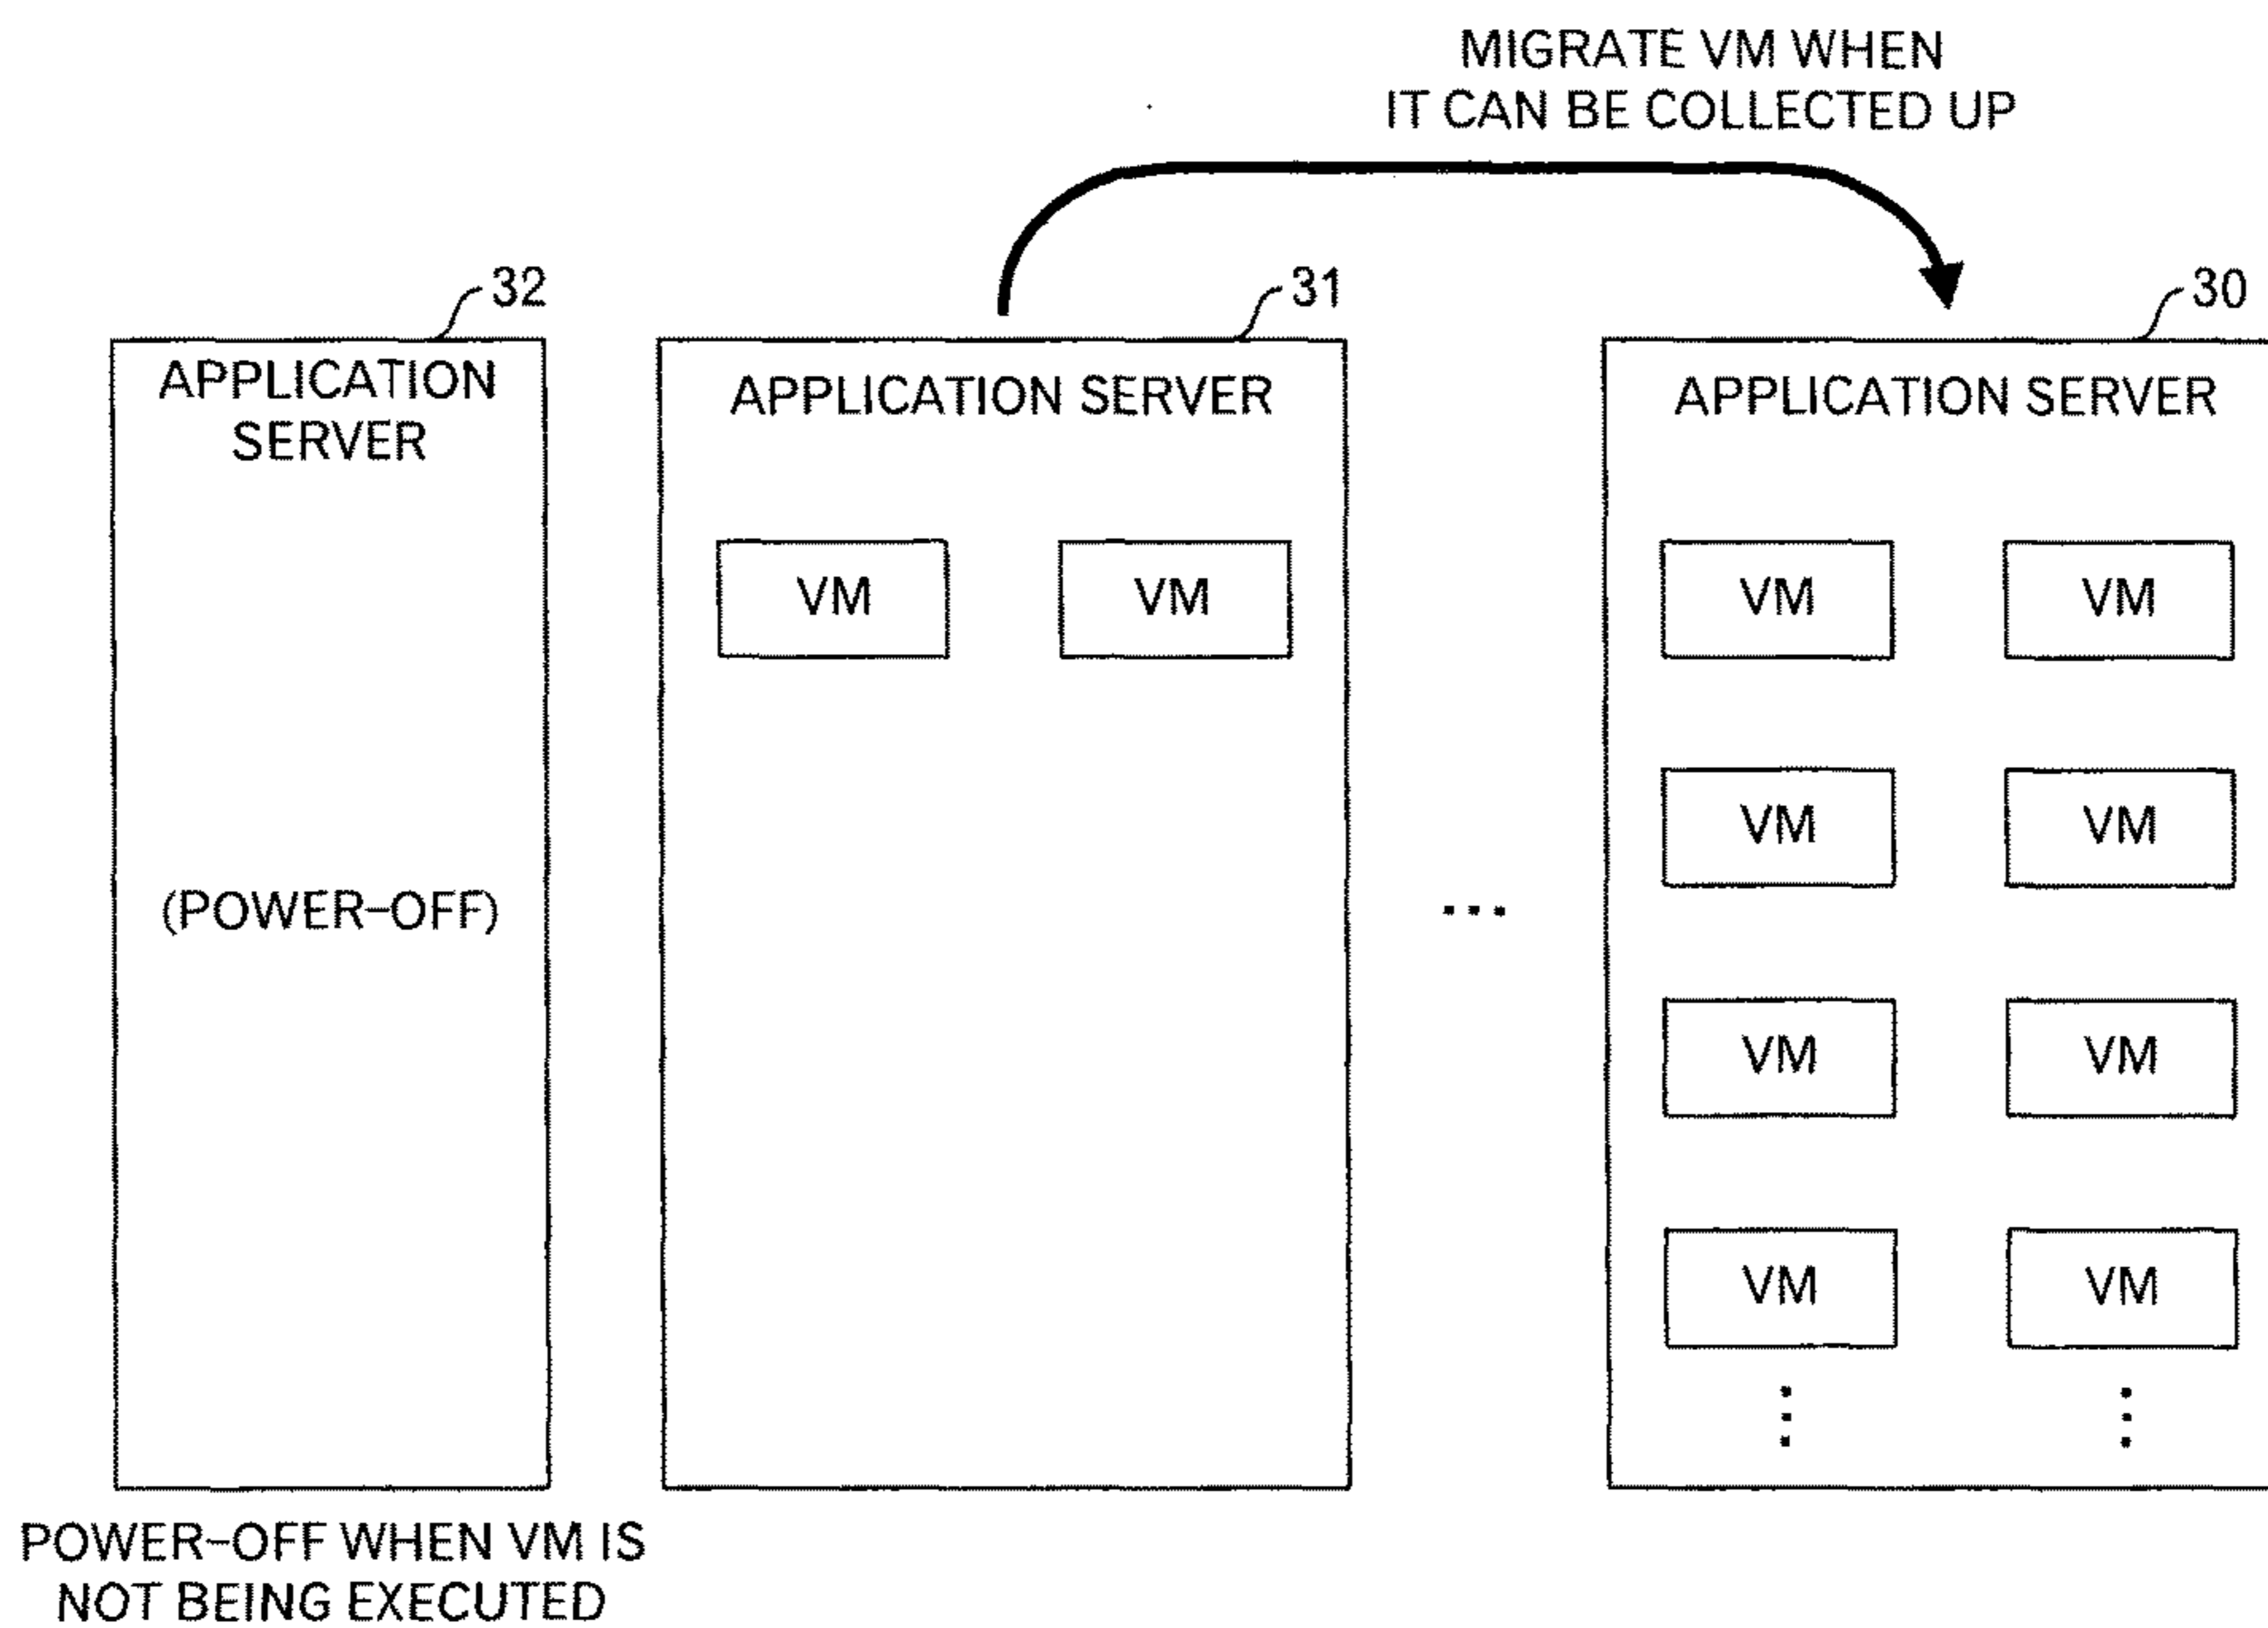 MIGRATE VM WHEN
IT CAN BE COLLECTED UP
32
31
30
APPLICATION
SERVER
APPLICATION SERVER
APPLICATION SERVER
VM VM
VM VM
(POWER-OFF)
...
VM VM
VM VM
VM VM
POWER-OFF WHEN VM IS
NOT BEING EXECUTED